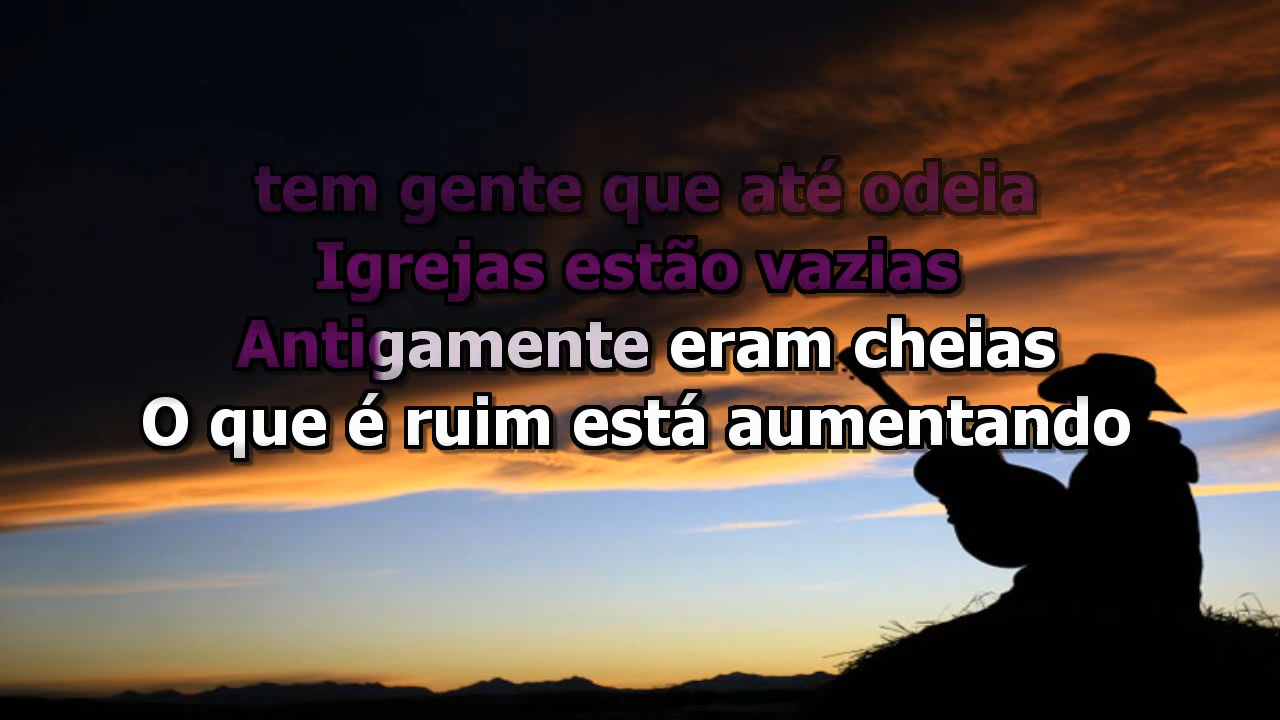 tem gente que até odeia
Igrejas estão vazias
Antigamente eram cheias
O que é ruim está aumentando